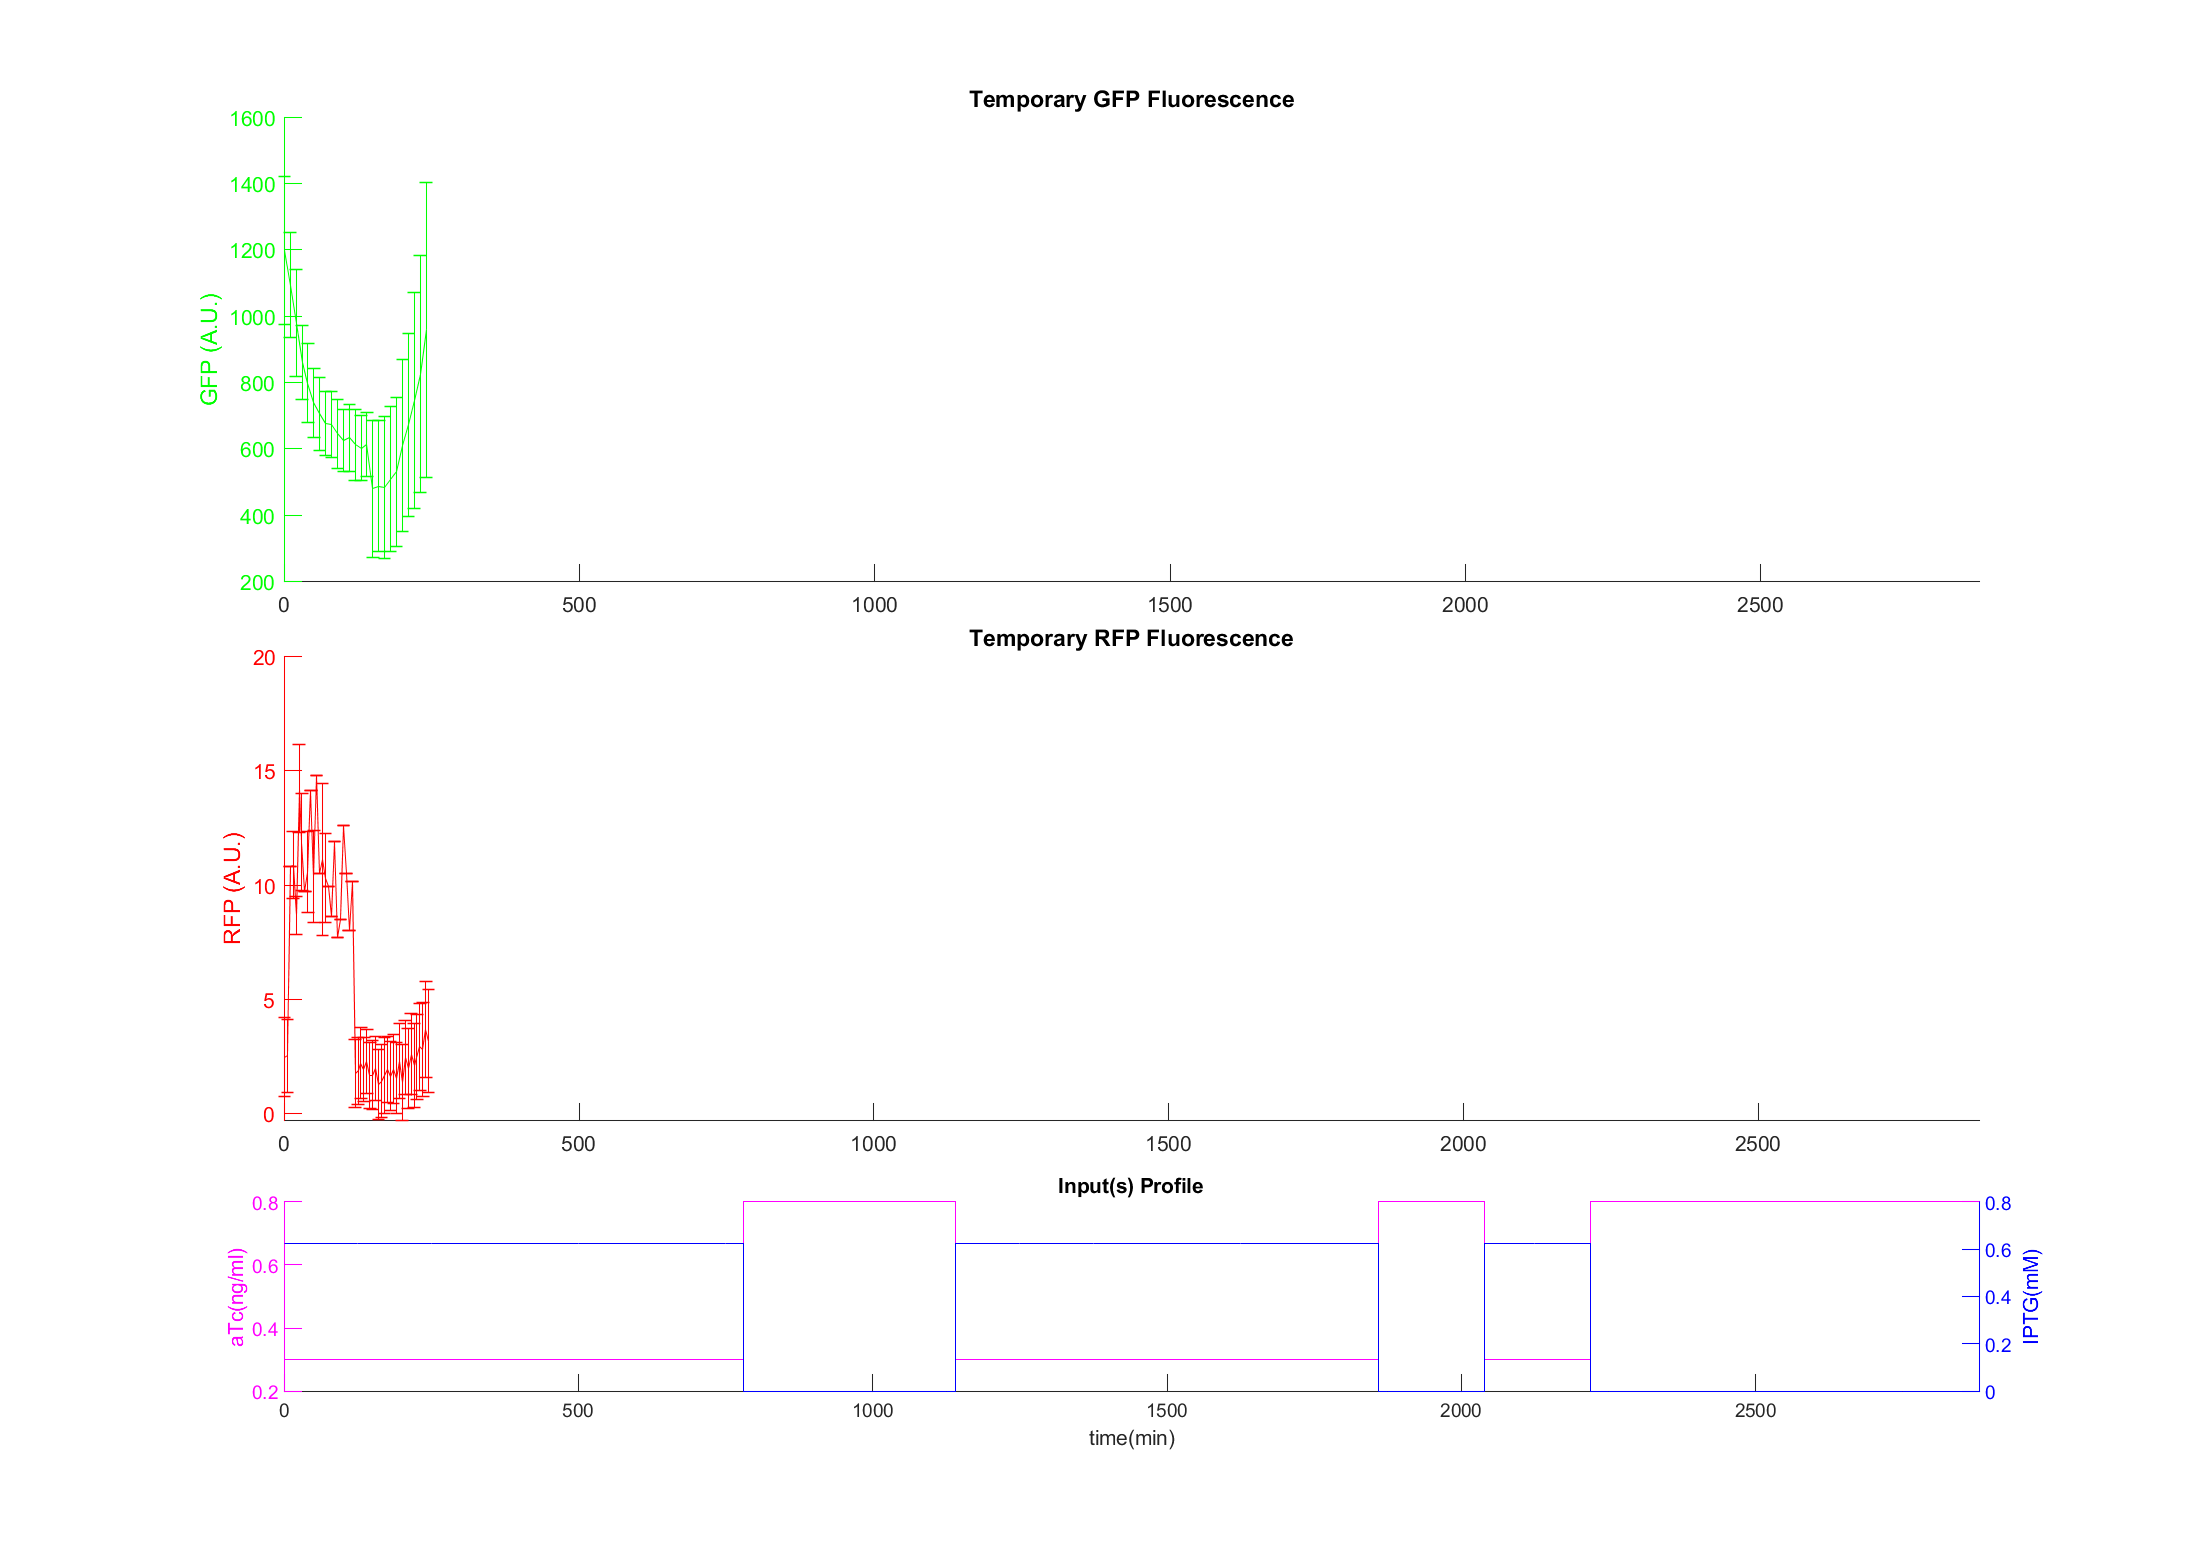 Temporary GFP Fluorescence
1600
1400
1200
1000
800
600
400
200
GFP (A.U.)
0 500 1000 1500 2000 2500
Temporary RFP Fluorescence
20
15
10
5
0
RFP (A.U.)
0 500 1000 1500 2000 2500
Input(s) Profile
0.8
0.6
0.4
0.2
aTc(ng/ml)
0.8
0.6
0.4
0.2
0
IPTG(mM)
0 500 1000 1500 2000 2500
time(min)